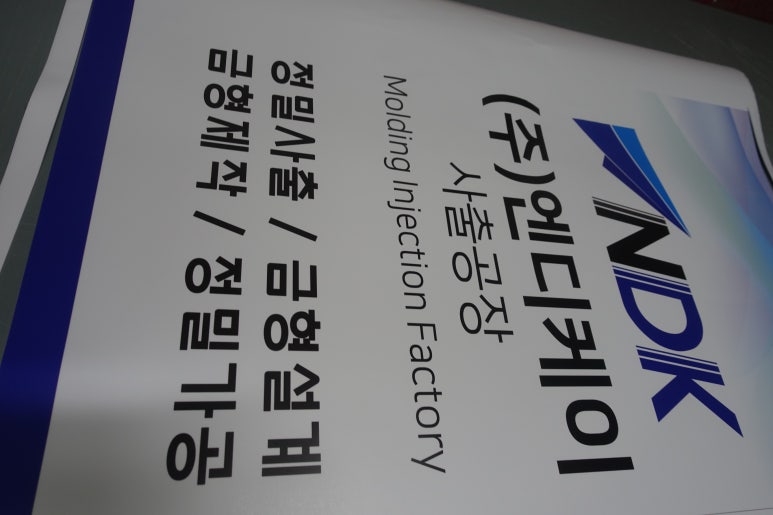 NDK
(주)엔디케이
사출공장
Molding Injection Factory
정밀사출 / 금형설계
금형제작 / 정밀가공